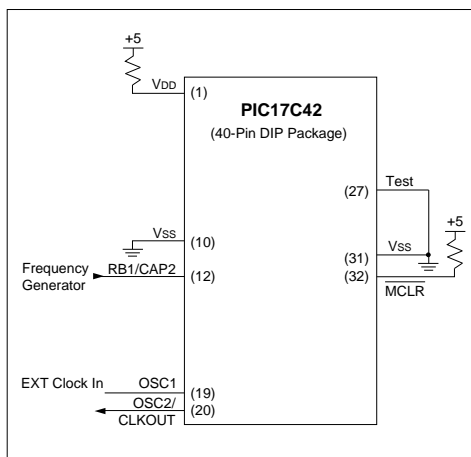 +5
VDD
(1)
PIC17C42
(40-Pin DIP Package)
(27)
Test
+5
VSS
(10)
(31)
VSS
Frequency
Generator
RB1/CAP2
(12)
(32)
MCLR
EXT Clock In
OSC1
(19)
OSC2/
CLKOUT
(20)